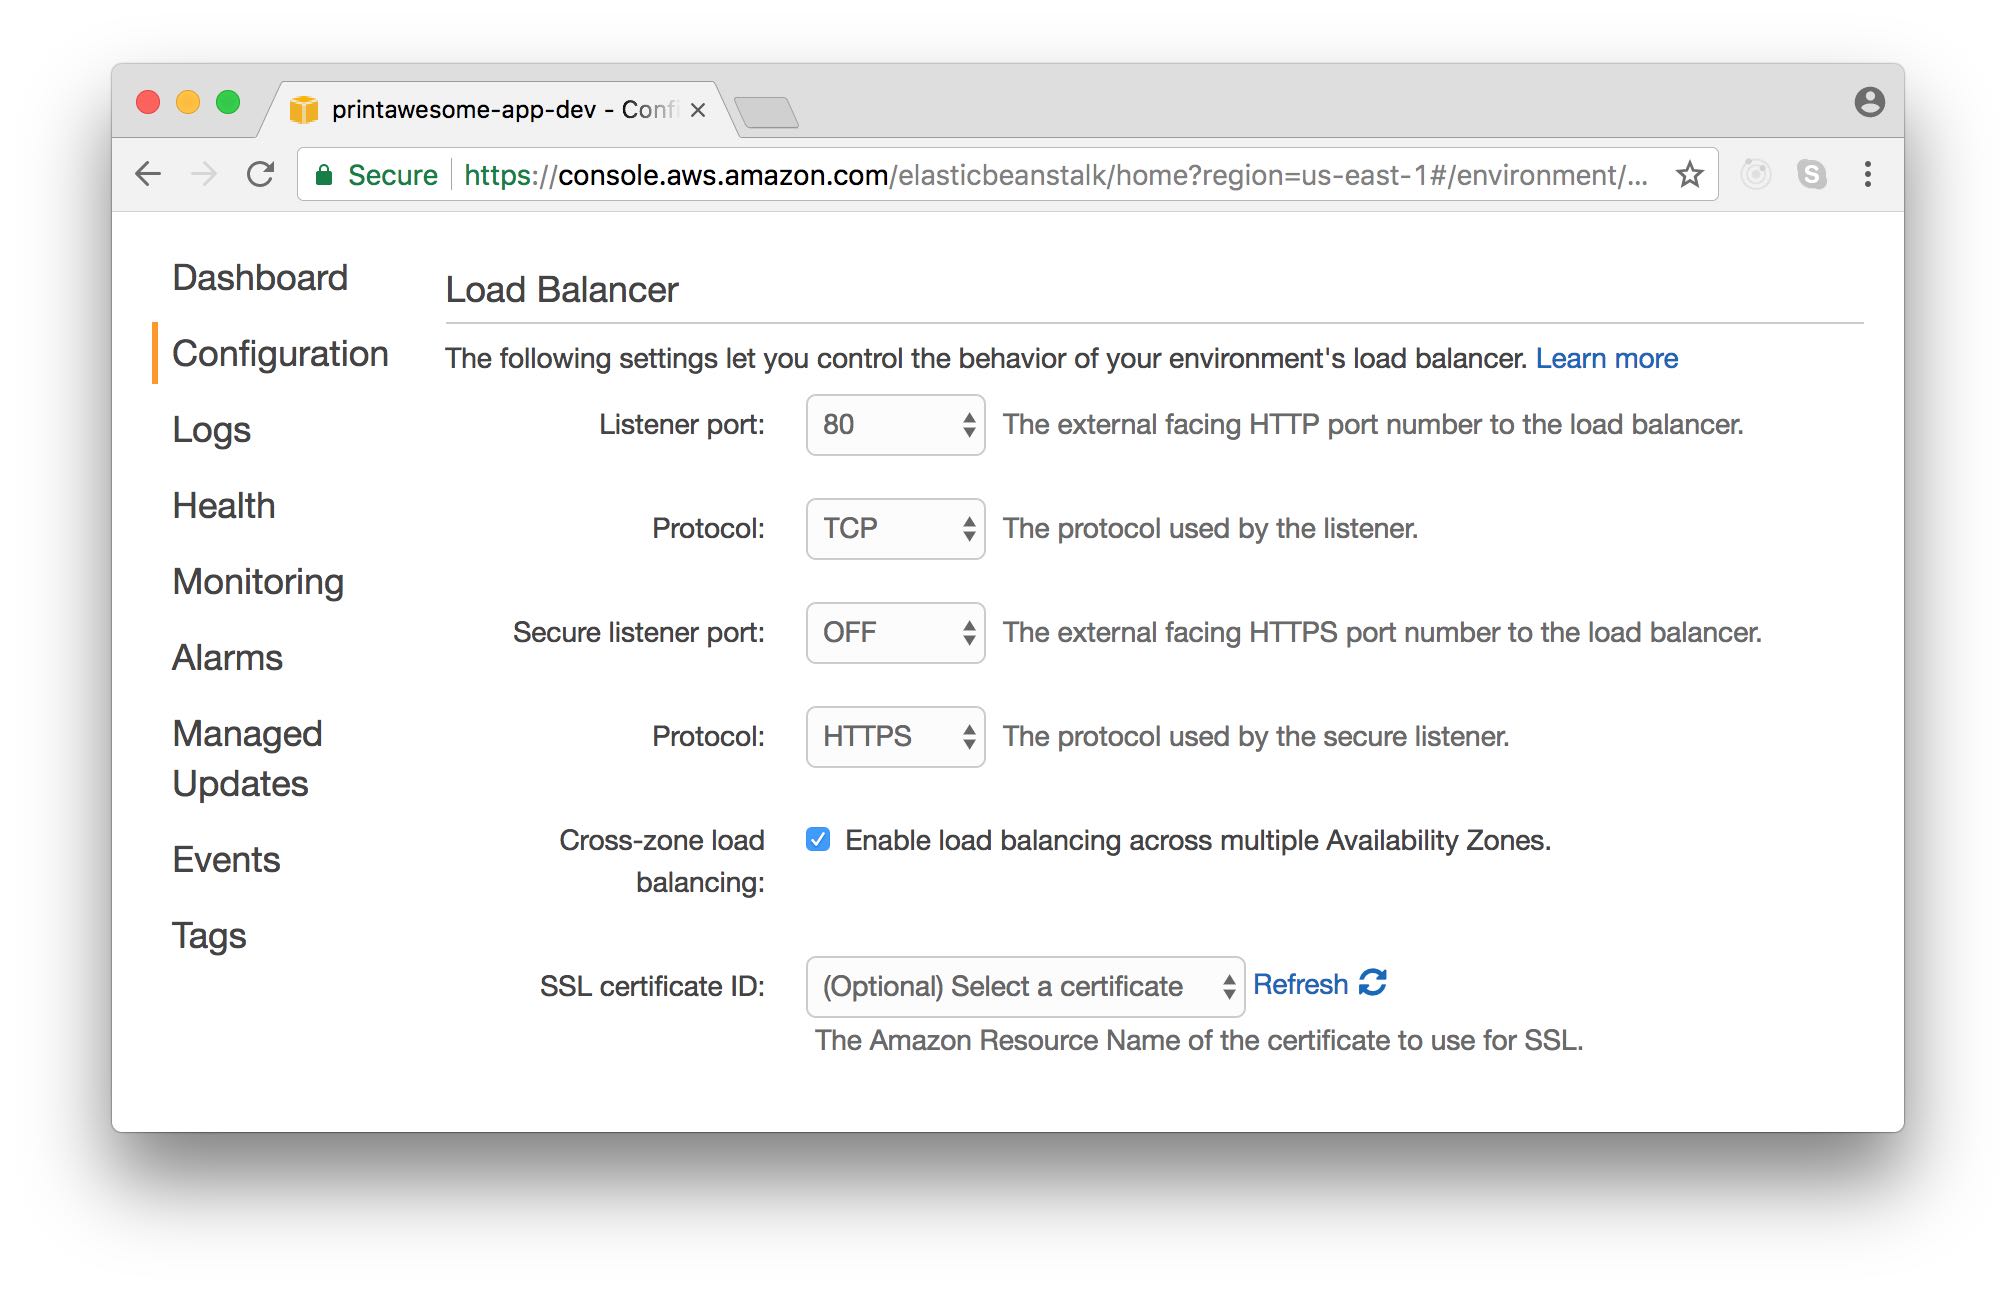 printawesome-app-dev - Conf
Secure https://console.aws.amazon.com/elasticbeanstalk/home?region=us-east-1#/environment/...
Dashboard
Configuration
Logs
Health
Monitoring
Alarms
Managed
Updates
Events
Tags
Load Balancer
The following settings let you control the behavior of your environment's load balancer. Learn more
Listener port: 80 The external facing HTTP port number to the load balancer.
Protocol: TCP The protocol used by the listener.
Secure listener port: OFF The external facing HTTPS port number to the load balancer.
Protocol: HTTPS The protocol used by the secure listener.
Cross-zone load Enable load balancing across multiple Availability Zones.
balancing:
SSL certificate ID: (Optional) Select a certificate Refresh
The Amazon Resource Name of the certificate to use for SSL.